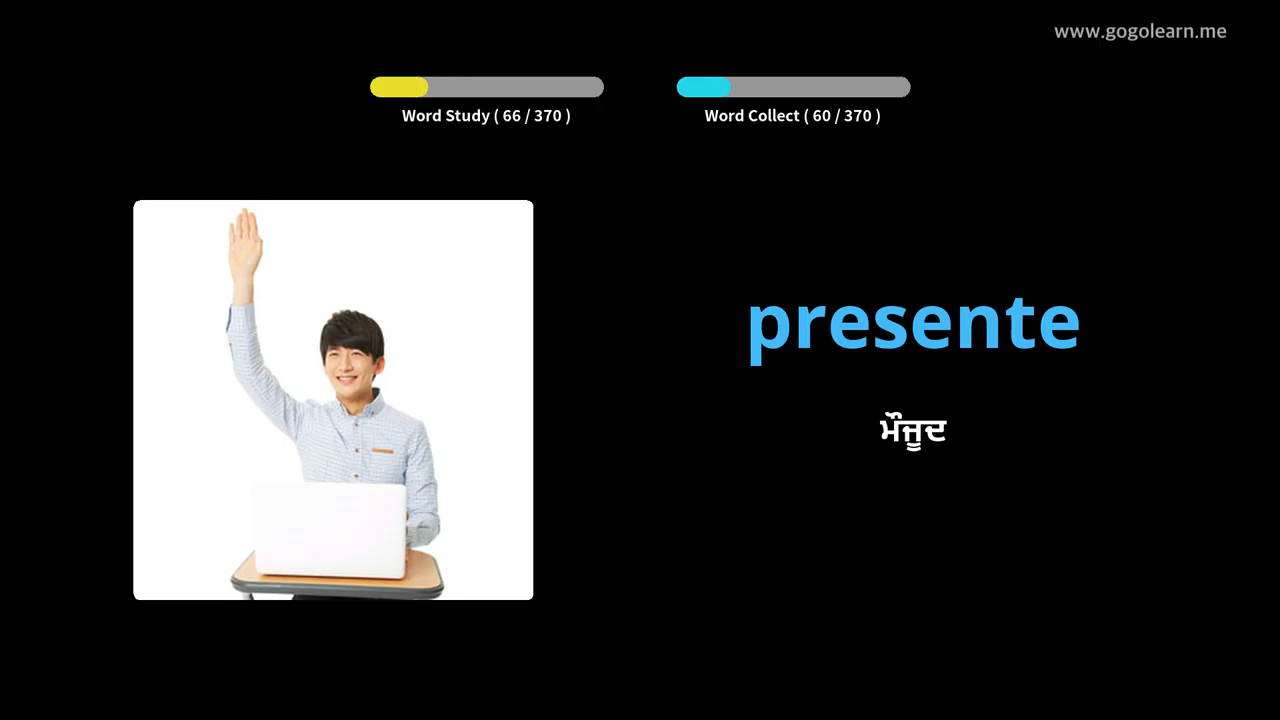 www.gogolearn.me
Word Study ( 66 / 370 )
Word Collect ( 60 / 370 )
presente
ਮੌਜੂਦ